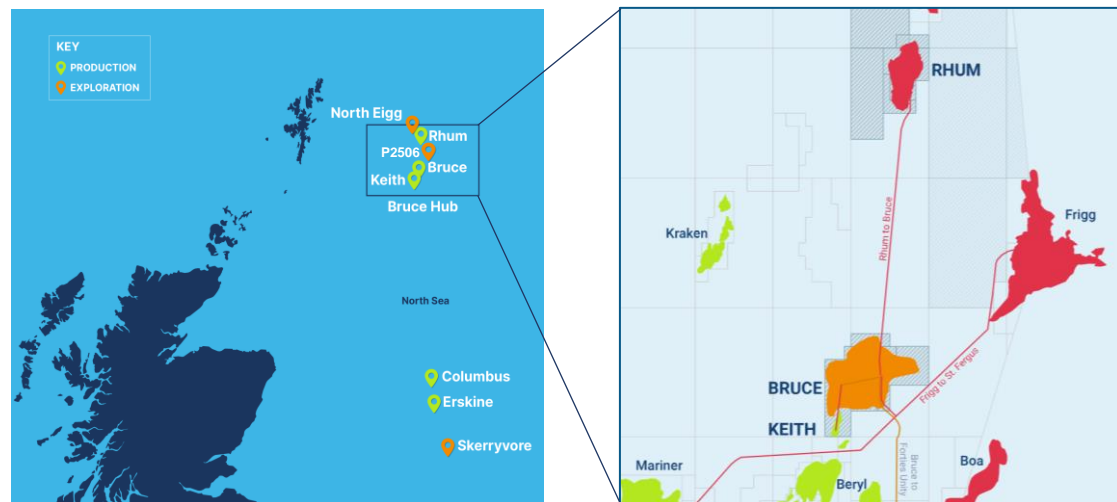 KEY
PRODUCTION
EXPLORATION
North Eigg
Rhum
P2506
Bruce
Keith
Bruce Hub
North Sea
Columbus
Erskine
Skerryvore
RHUM
Kraken
Rhum to Bruce
Frigg
BRUCE
Frigg to St. Fergus
KEITH
Mariner
Beryl
Bruce to
Forties Unity
Boa